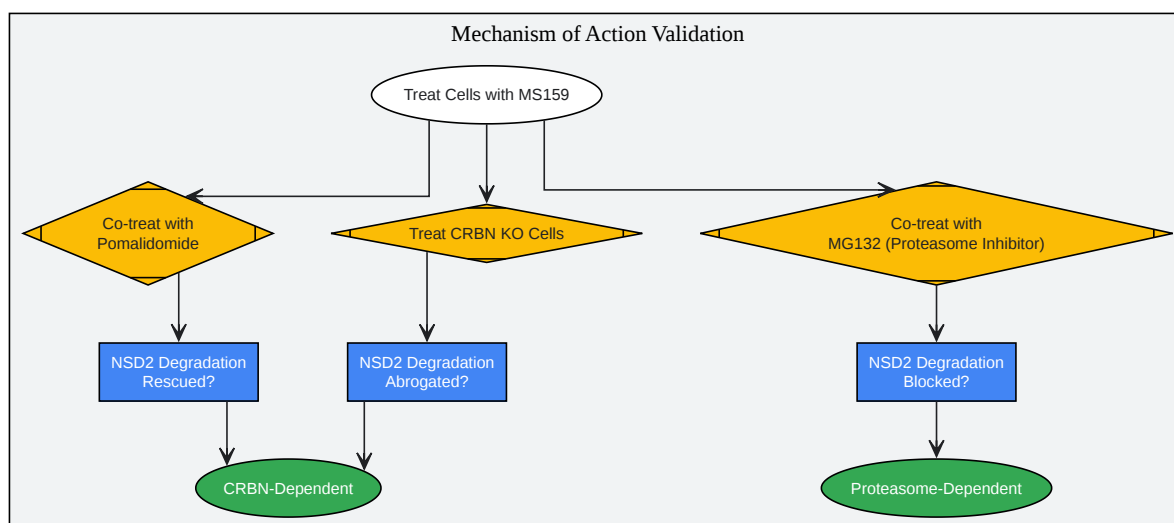 Mechanism of Action Validation
Treat Cells with MS159
Co-treat with
Pomalidomide
Treat CRBN KO Cells
Co-treat with
MG132 (Proteasome Inhibitor)
NSD2 Degradation
Rescued?
NSD2 Degradation
Abrogated?
NSD2 Degradation
Blocked?
CRBN-Dependent
Proteasome-Dependent